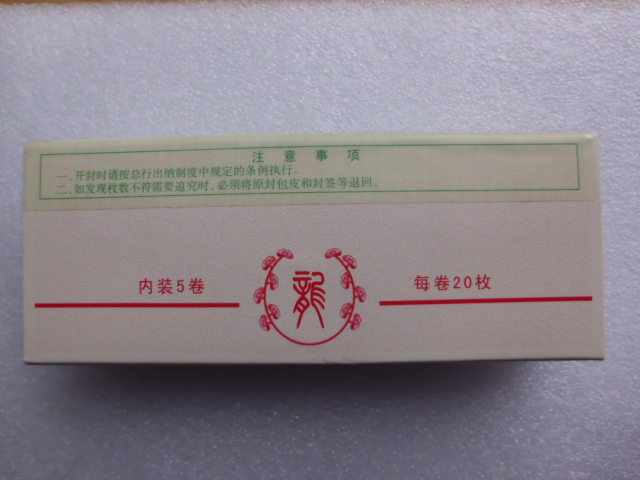 注意事项
一、开封时请按总行出纳制度中规定的条例执行。
二、如发现枚数不符需要追究时，必须将原封包皮和封签等退回。
内装5卷
龍
每卷20枚